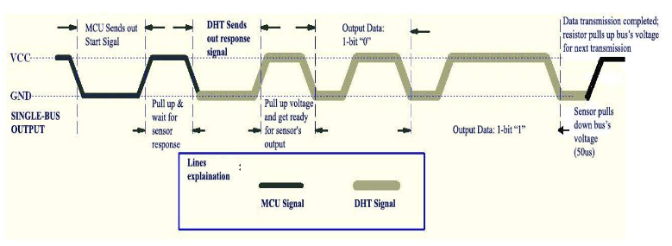 MCU Sends out
Start Sigal
DHT Sends
out response
signal
Output Data:
1-bit "0"
Data transmission completed;
resistor pulls up bus's voltage
for next transmission
VCC
GND
SINGLE-BUS
OUTPUT
Pull up &
wait for
sensor
response
Pull up voltage
and get ready
for sensor's
output
Output Data: 1-bit "1"
Sensor pulls
down bus's
voltage
(50us)
Lines
explaination :
MCU Signal
DHT Signal